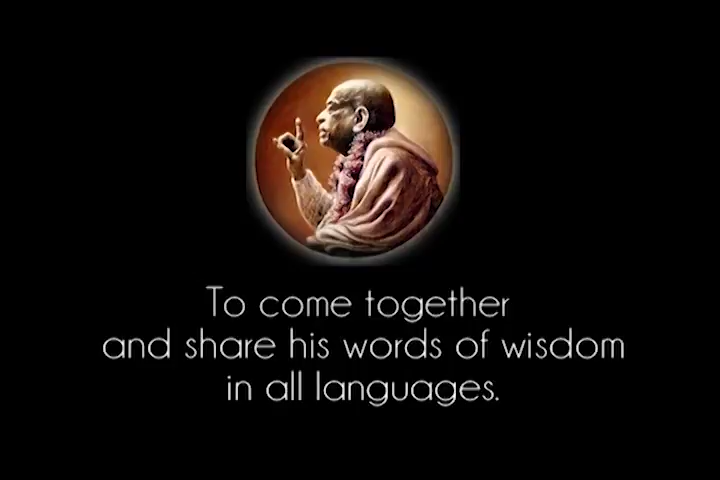 To come together
and share his words of wisdom
in all languages.